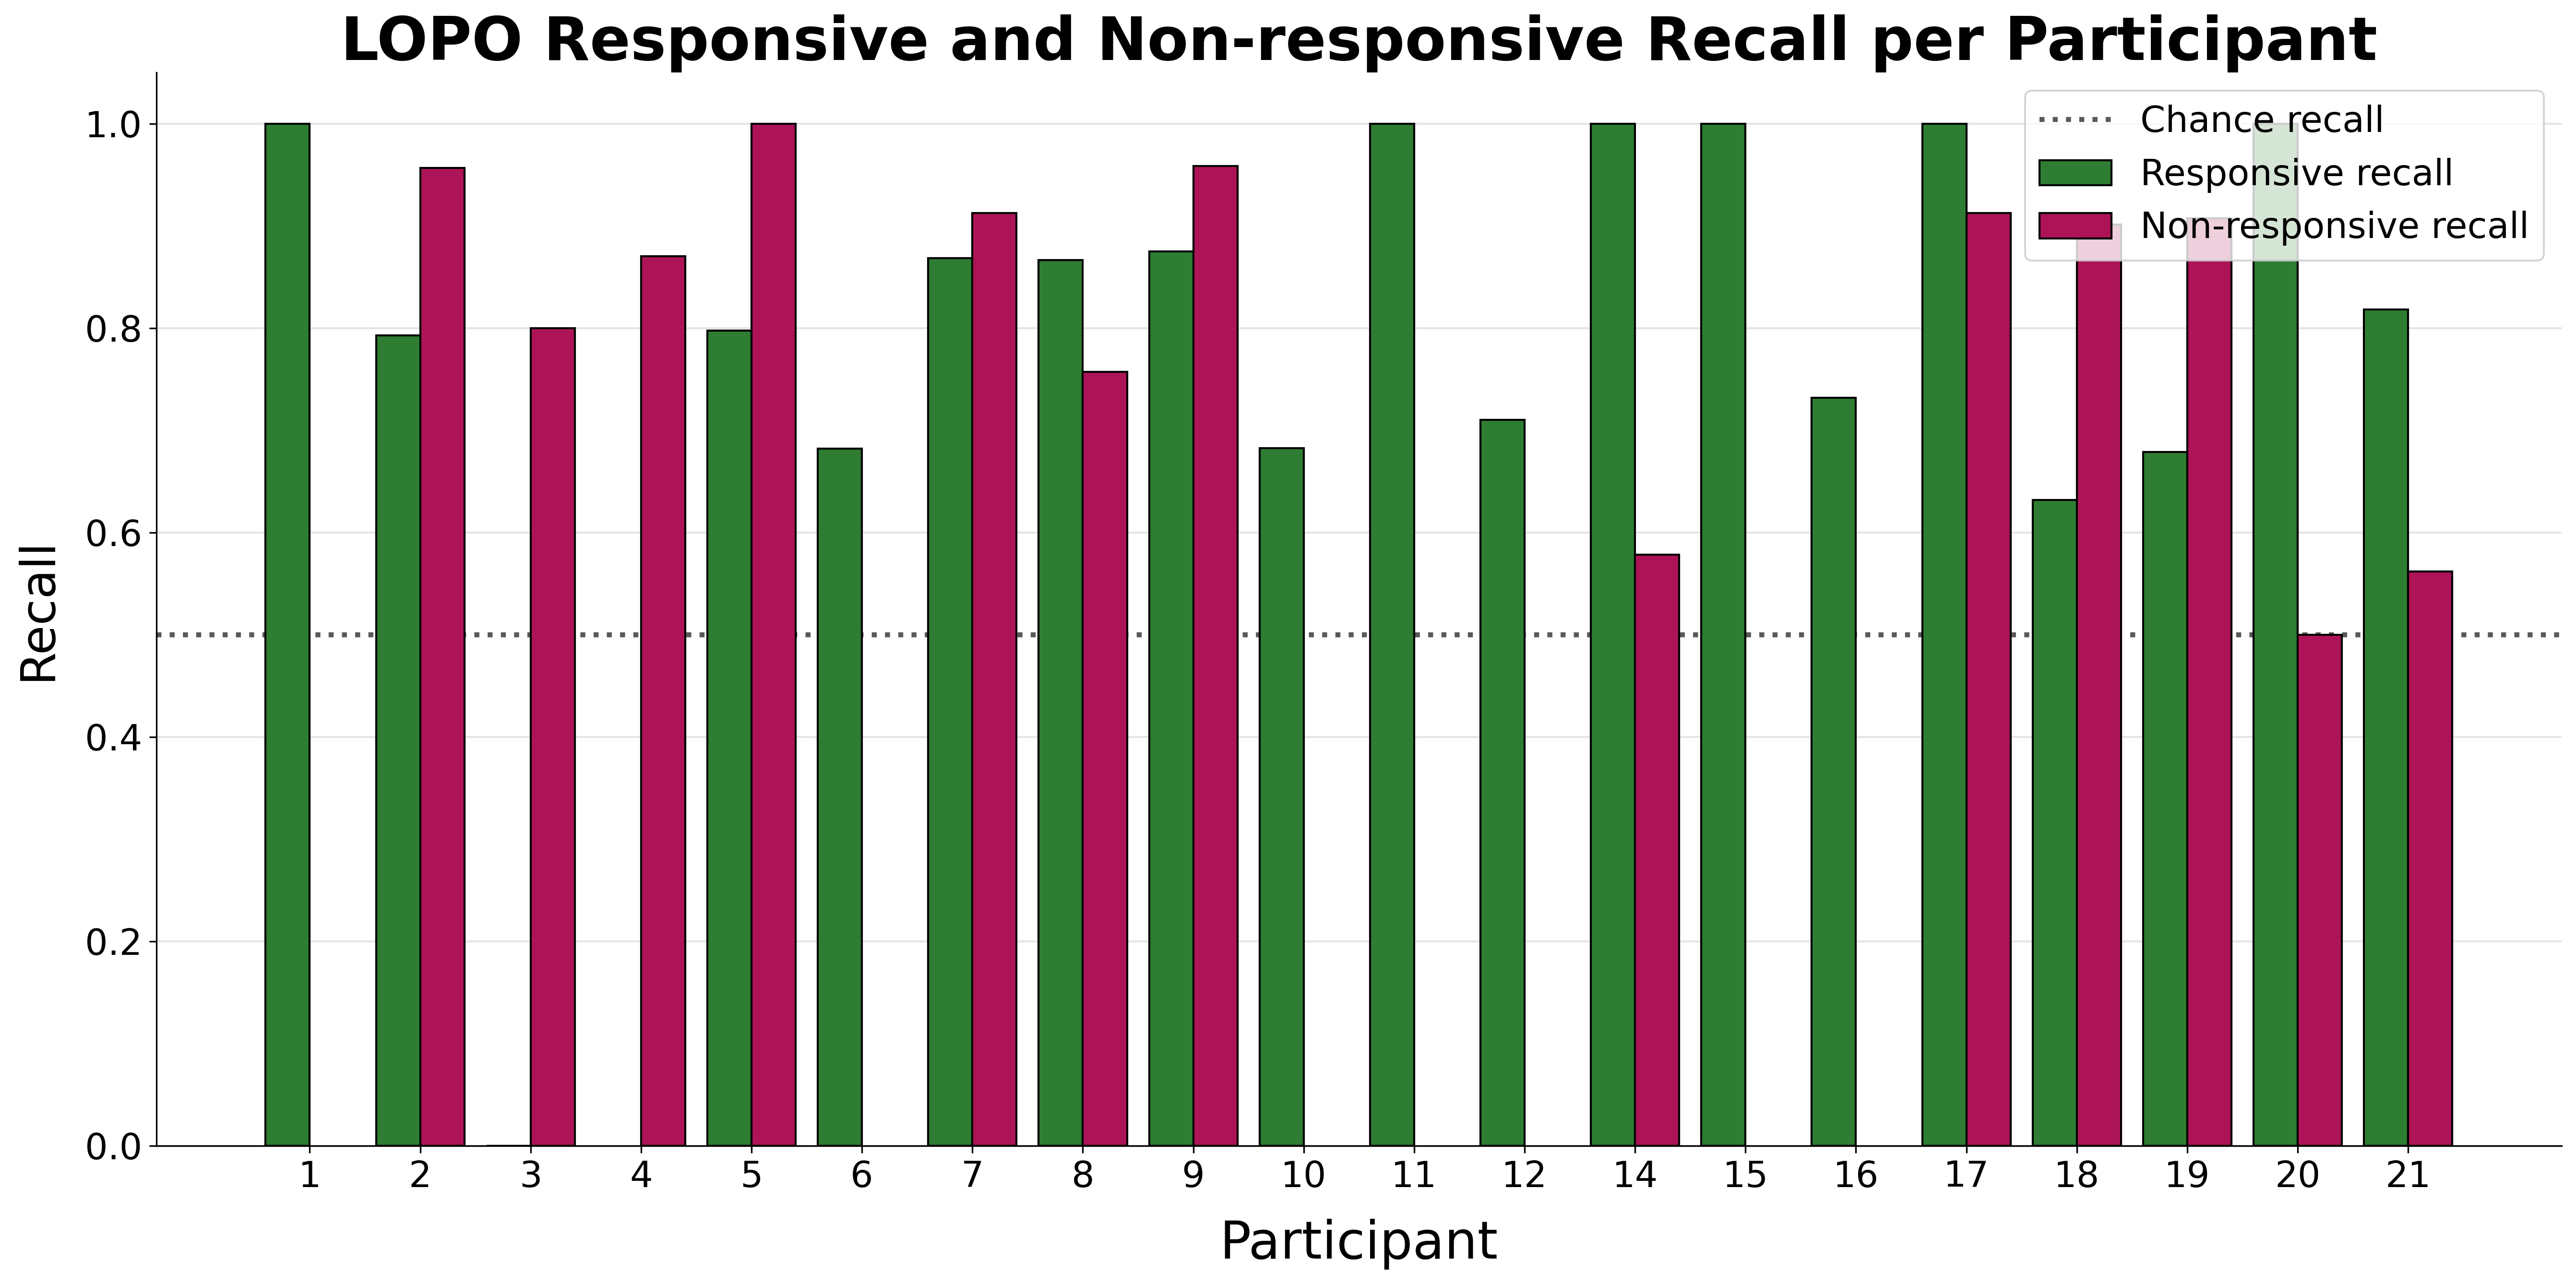 LOPO Responsive and Non-responsive Recall per Participant
Chance recall
Responsive recall
Non-responsive recall
Recall
1.0
0.8
0.6
0.4
0.2
0.0
1 2 3 4 5 6 7 8 9 10 11 12 14 15 16 17 18 19 20 21
Participant